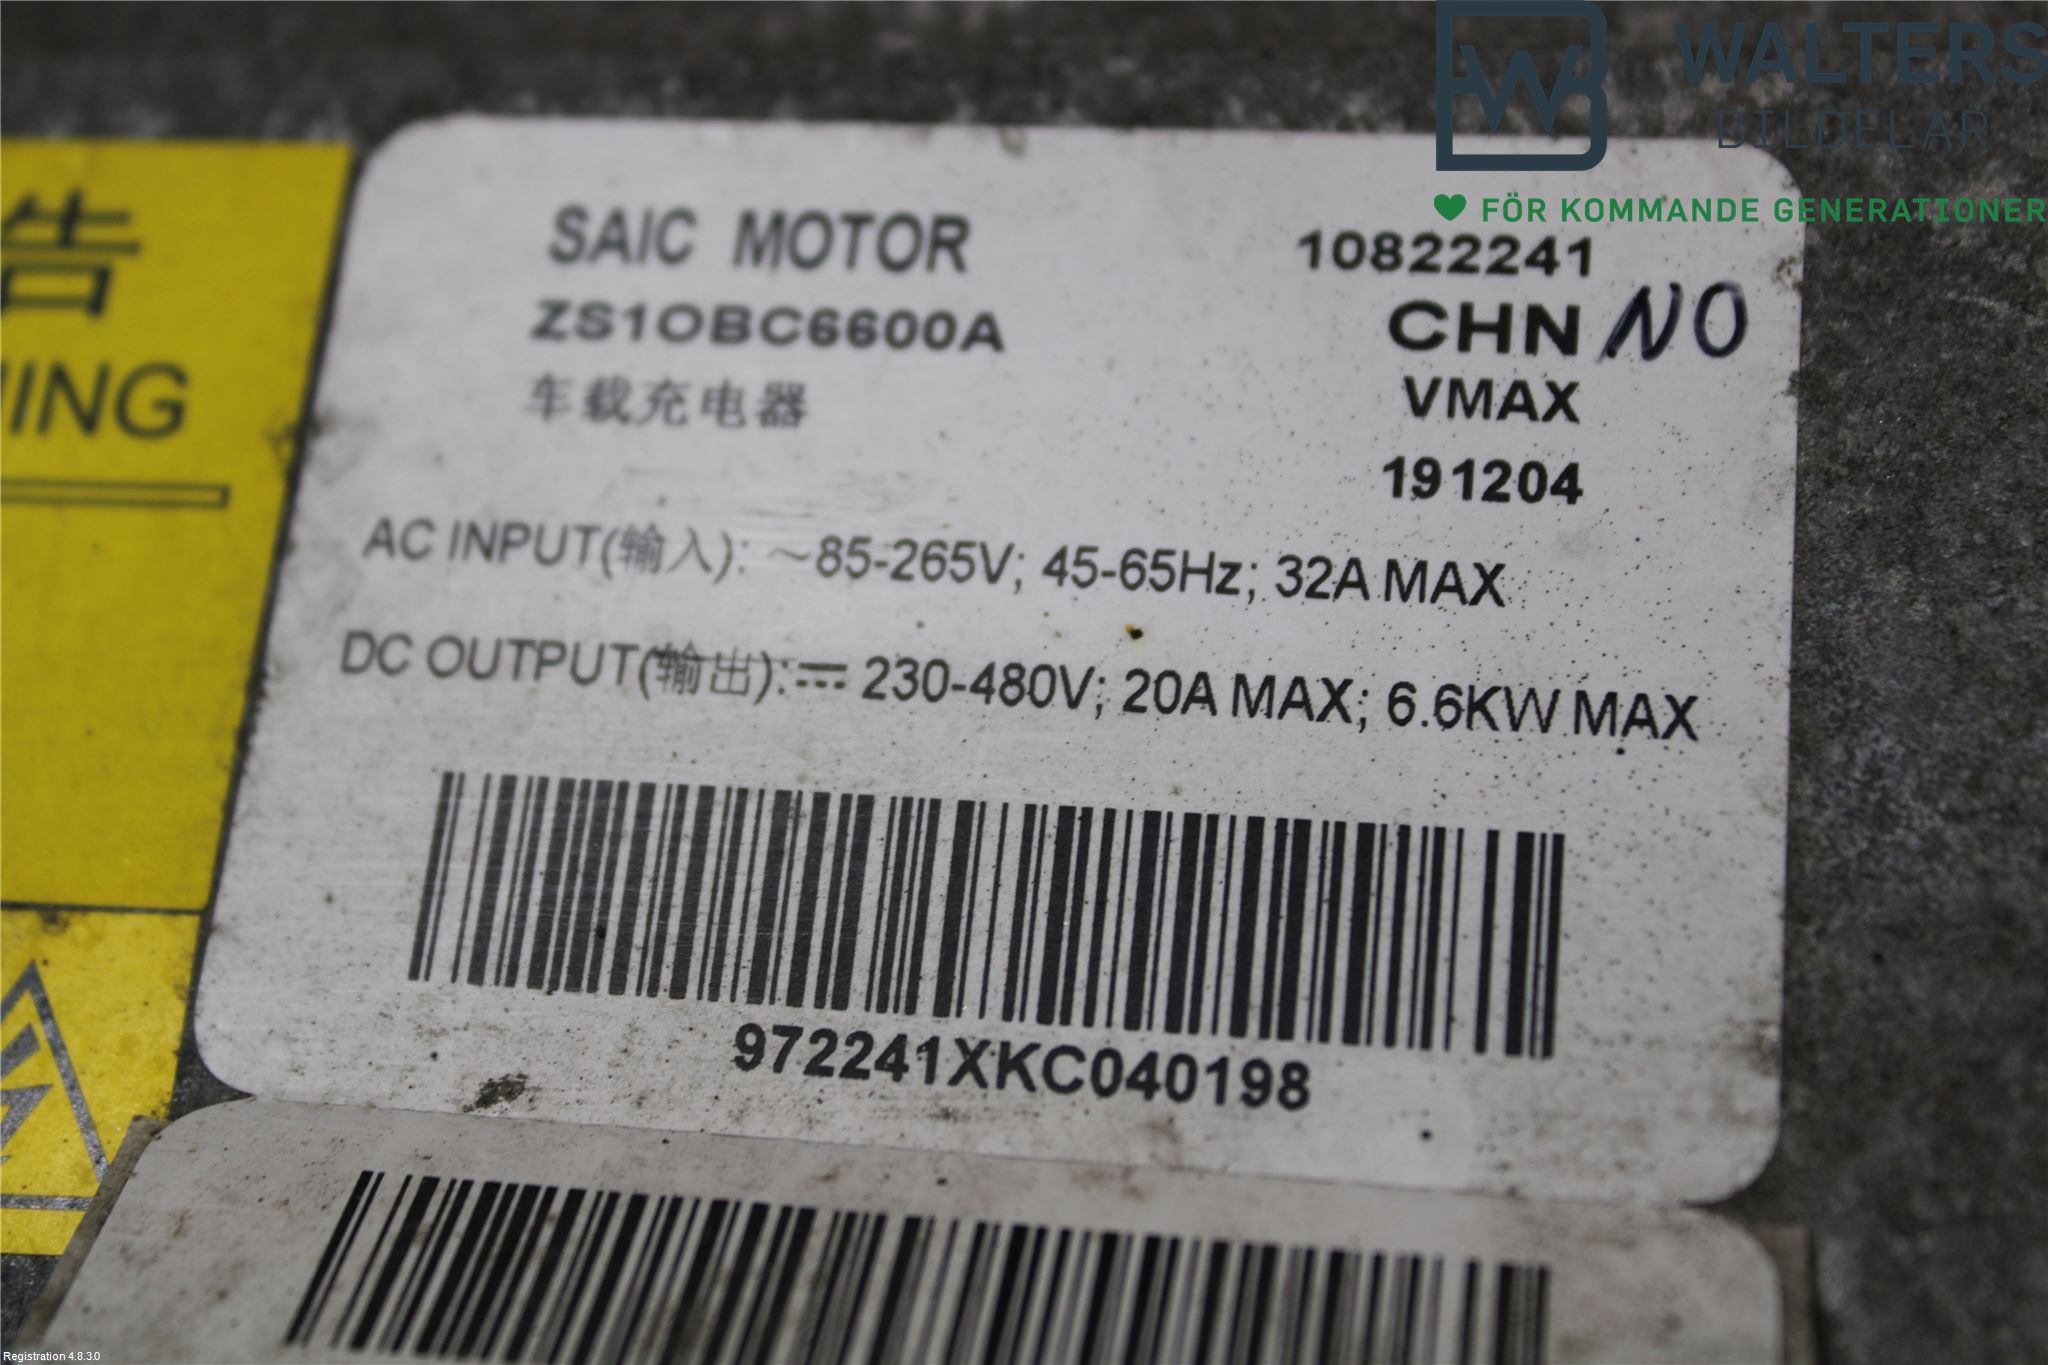 WALTERS
BILDELAR
FÖR KOMMANDE GENERATIONER
告
NING
SAIC MOTOR
10822241
ZS1OBC6600A
CHN NO
车载充电器
VMAX
191204
AC INPUT(输入): ~85-265V; 45-65Hz; 32A MAX
DC OUTPUT(输出):⎓ 230-480V; 20A MAX; 6.6KW MAX
972241XKC040198
Registration 4.8.3.0